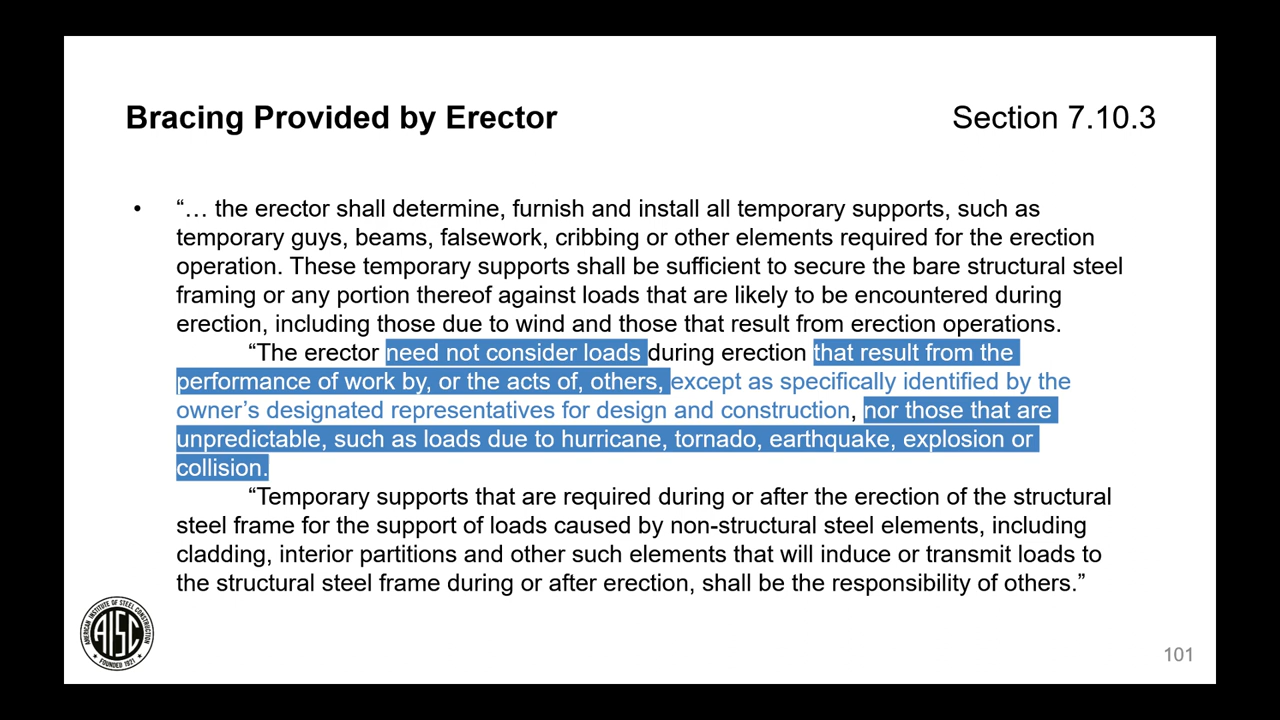 Bracing Provided by Erector
Section 7.10.3
• “… the erector shall determine, furnish and install all temporary supports, such as
temporary guys, beams, falsework, cribbing or other elements required for the erection
operation. These temporary supports shall be sufficient to secure the bare structural steel
framing or any portion thereof against loads that are likely to be encountered during
erection, including those due to wind and those that result from erection operations.
“The erector need not consider loads during erection that result from the
performance of work by, or the acts of, others, except as specifically identified by the
owner’s designated representatives for design and construction, nor those that are
unpredictable, such as loads due to hurricane, tornado, earthquake, explosion or
collision.
“Temporary supports that are required during or after the erection of the structural
steel frame for the support of loads caused by non-structural steel elements, including
cladding, interior partitions and other such elements that will induce or transmit loads to
the structural steel frame during or after erection, shall be the responsibility of others.”
AMERICAN INSTITUTE OF STEEL CONSTRUCTION
AISC
FOUNDED 1921
101